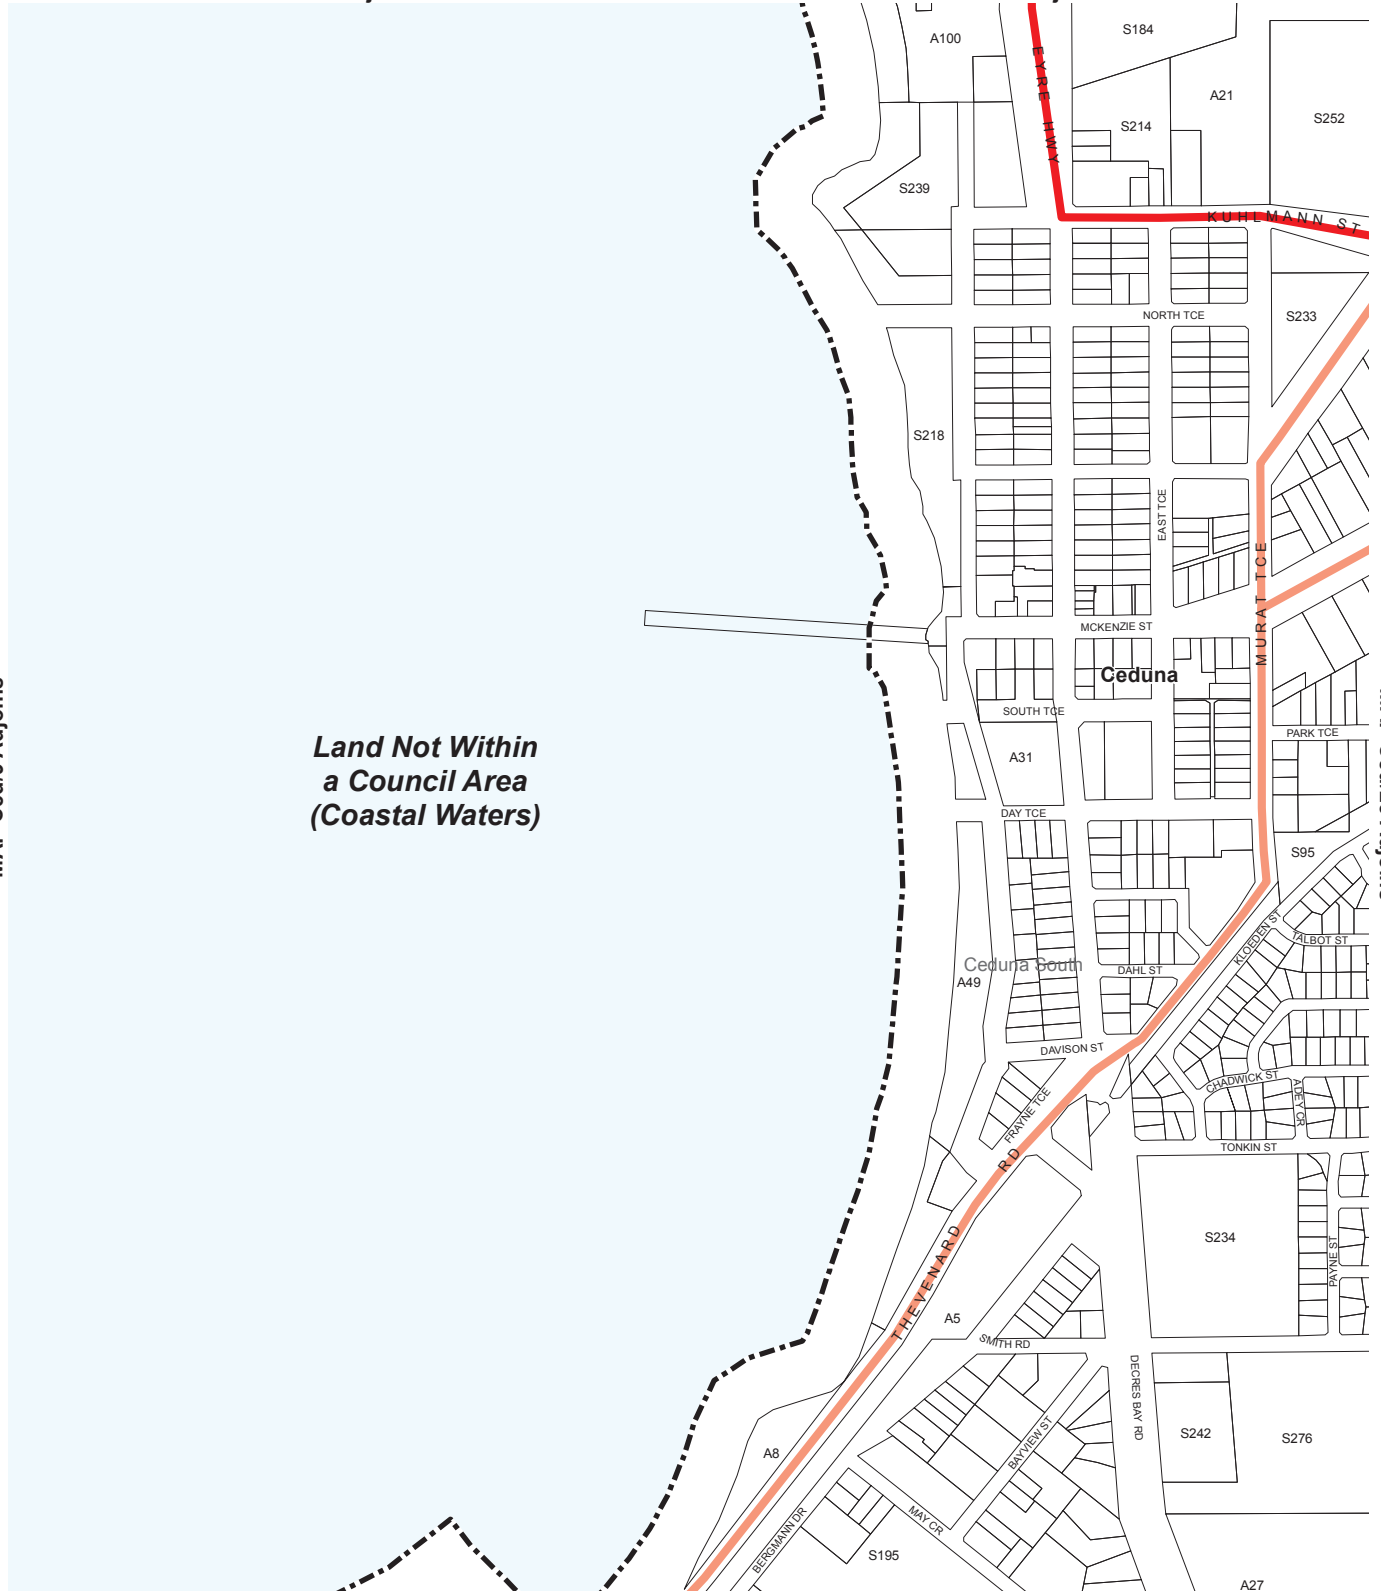 A100
S184
EYRE HWY
A21
S252
S214
S239
KUHLMANN ST
NORTH TCE
S233
S218
EAST TCE
MURAT TCE
MCKENZIE ST
Ceduna
SOUTH TCE
PARK TCE
Land Not Within
a Council Area
(Coastal Waters)
A31
DAY TCE
S95
KLOEDEN ST
TALBOT ST
Ceduna South
DAHL ST
A49
DAVISON ST
CHADWICK ST
ADEY CR
FRAYNE TCE
TONKIN ST
THEVENARD RD
S234
PAYNE ST
A5
SMITH RD
DECRES BAY RD
S242
S276
BAYVIEW ST
A8
MAY CR
BERGMANN DR
S195
A27